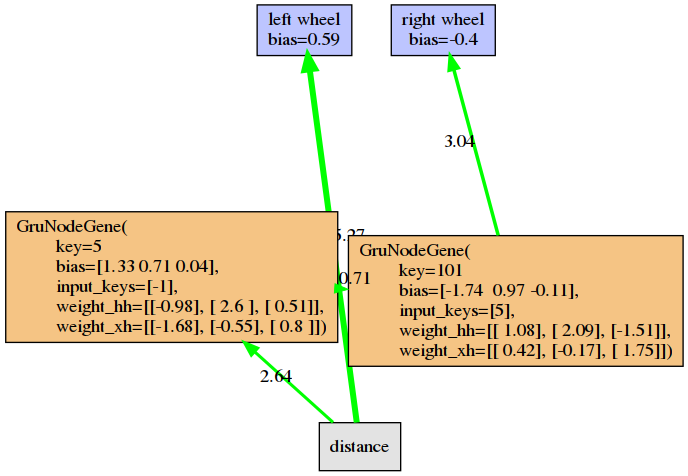 left wheel
bias=0.59
right wheel
bias=-0.4
3.04
GruNodeGene(
key=5
bias=[1.33 0.71 0.04],
input_keys=[-1],
weight_hh=[[-0.98], [ 2.6 ], [ 0.51]],
weight_xh=[[-1.68], [-0.55], [ 0.8 ]])
0.71
GruNodeGene(
key=101
bias=[-1.74 0.97 -0.11],
input_keys=[5],
weight_hh=[[ 1.08], [ 2.09], [-1.51]],
weight_xh=[[ 0.42], [-0.17], [ 1.75]])
2.64
distance